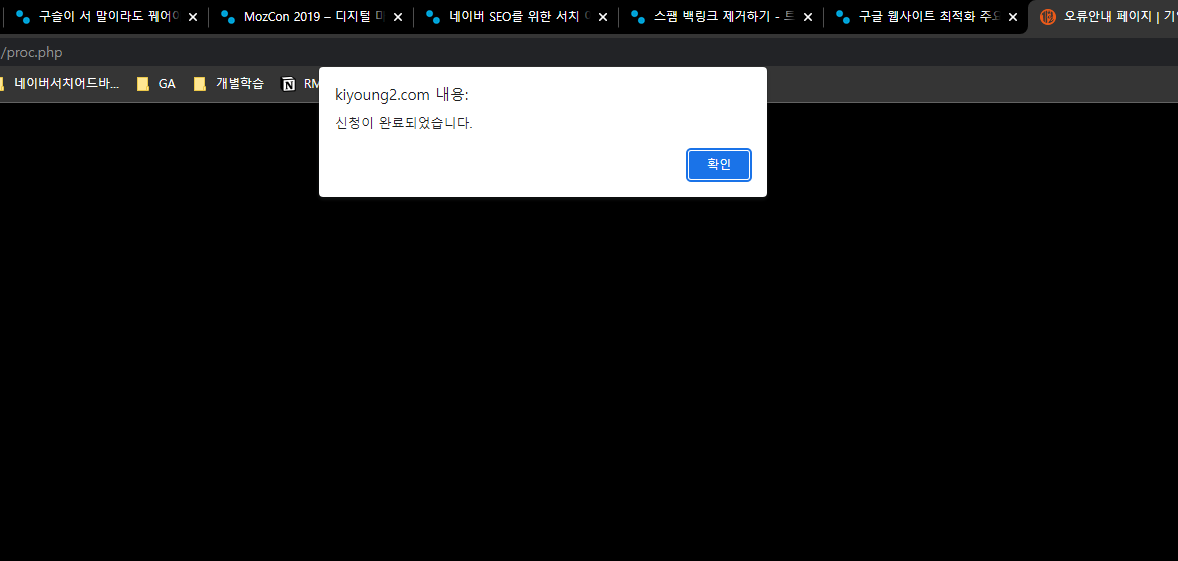 구슬이 서 말이라도 꿰어야
MozCon 2019 – 디지털 마
네이버 SEO를 위한 서치
스팸 백링크 제거하기 - 트
구글 웹사이트 최적화 주요
오류안내 페이지 | 기
/proc.php
네이버서치어드바...
GA
개별학습
RM
kiyoung2.com 내용:
신청이 완료되었습니다.
확인